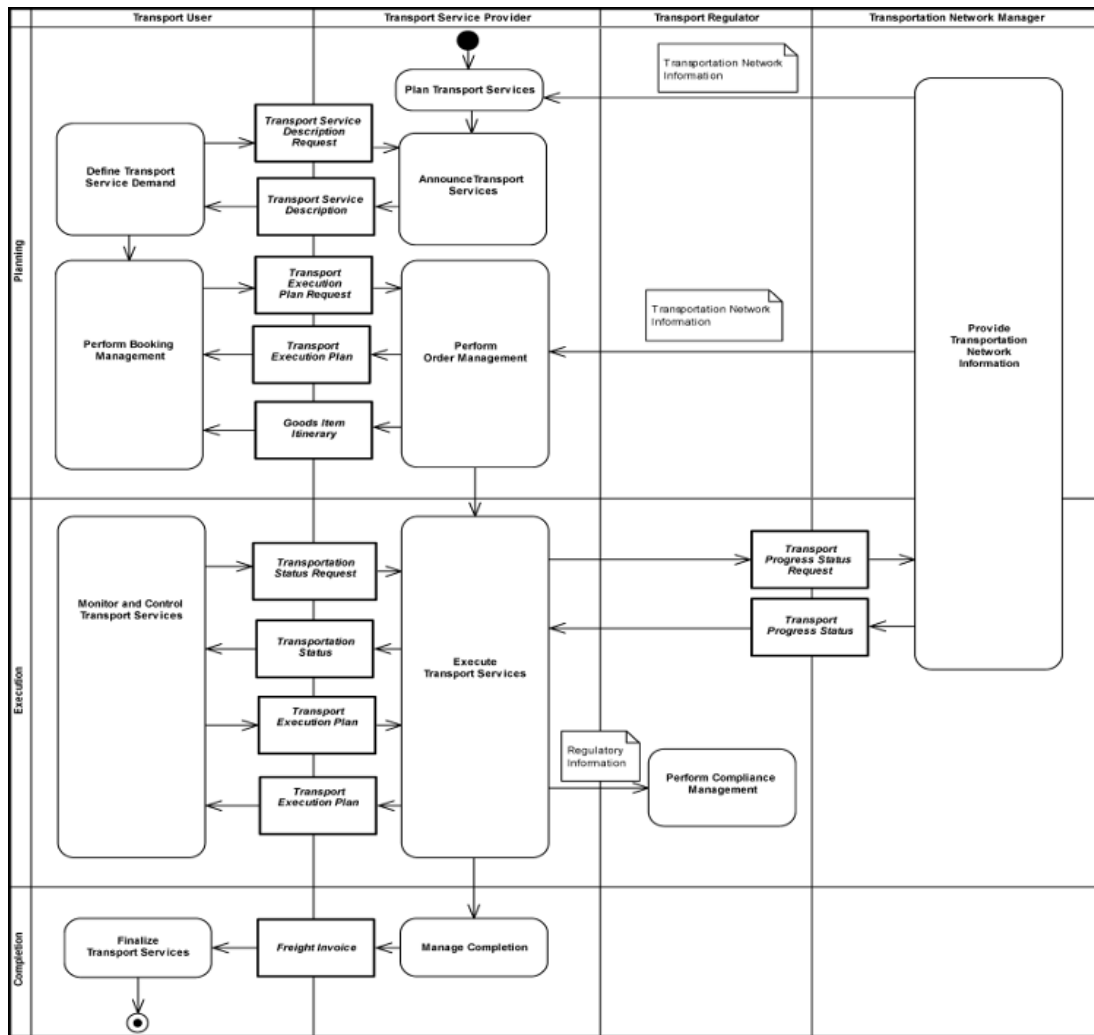 Transport User
Transport Service Provider
Transport Regulator
Transportation Network Manager
Planning
Transportation Network
Information
Plan Transport Services
Transport Service
Description
Request
Define Transport
Service Demand
AnnounceTransport
Services
Transport Service
Description
Transport
Execution
Plan Request
Transportation Network
Information
Perform Booking
Management
Transport
Execution Plan
Perform
Order Management
Provide
Transportation
Network
Information
Goods Item
Itinerary
Execution
Transportation
Status Request
Transport
Progress Status
Request
Monitor and Control
Transport Services
Transportation
Status
Transport
Progress Status
Execute
Transport Services
Transport
Execution Plan
Regulatory
Information
Transport
Execution Plan
Perform Compliance
Management
Completion
Finalize
Transport Services
Freight Invoice
Manage Completion